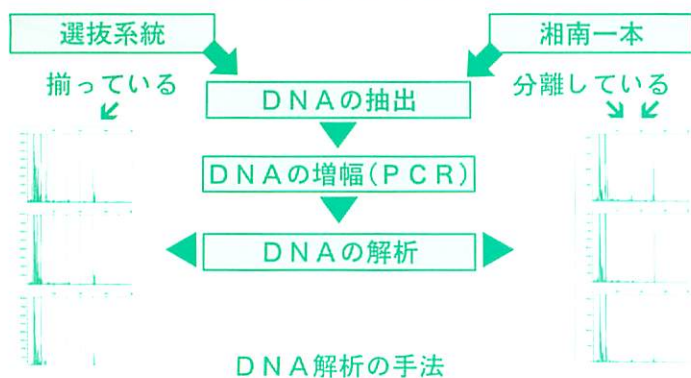 選抜系統
湘南一本
揃っている
分離している
DNAの抽出
DNAの増幅(PCR)
DNAの解析
DNA解析の手法